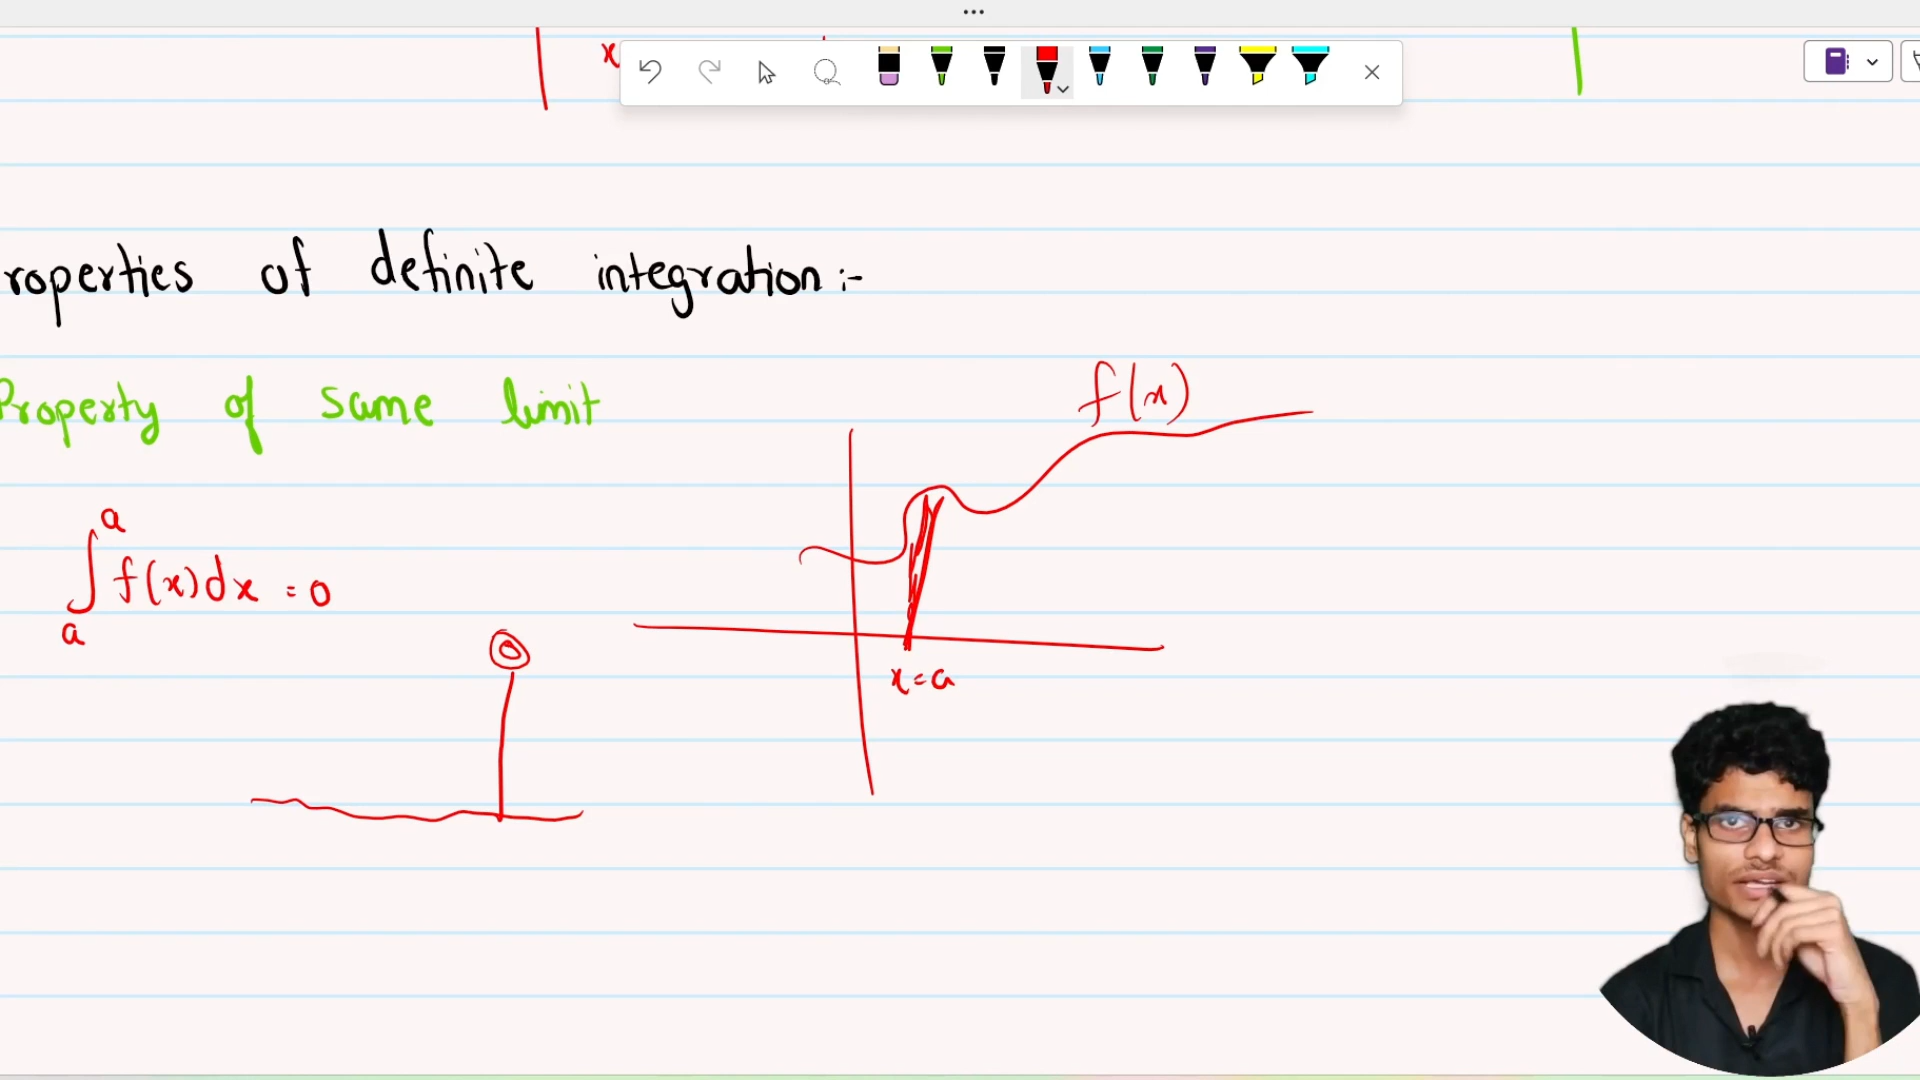 x
roperties of definite integration :-
Property of same limit
f(x)
a
∫ f(x) dx = 0
a
x = a